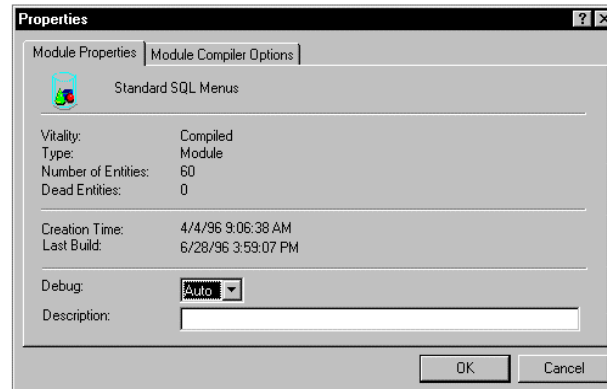 Properties
Module Properties Module Compiler Options
Standard SQL Menus
Vitality: Compiled
Type: Module
Number of Entities: 60
Dead Entities: 0
Creation Time: 4/4/96 9:06:38 AM
Last Build: 6/28/96 3:59:07 PM
Debug: Auto
Description:
OK Cancel